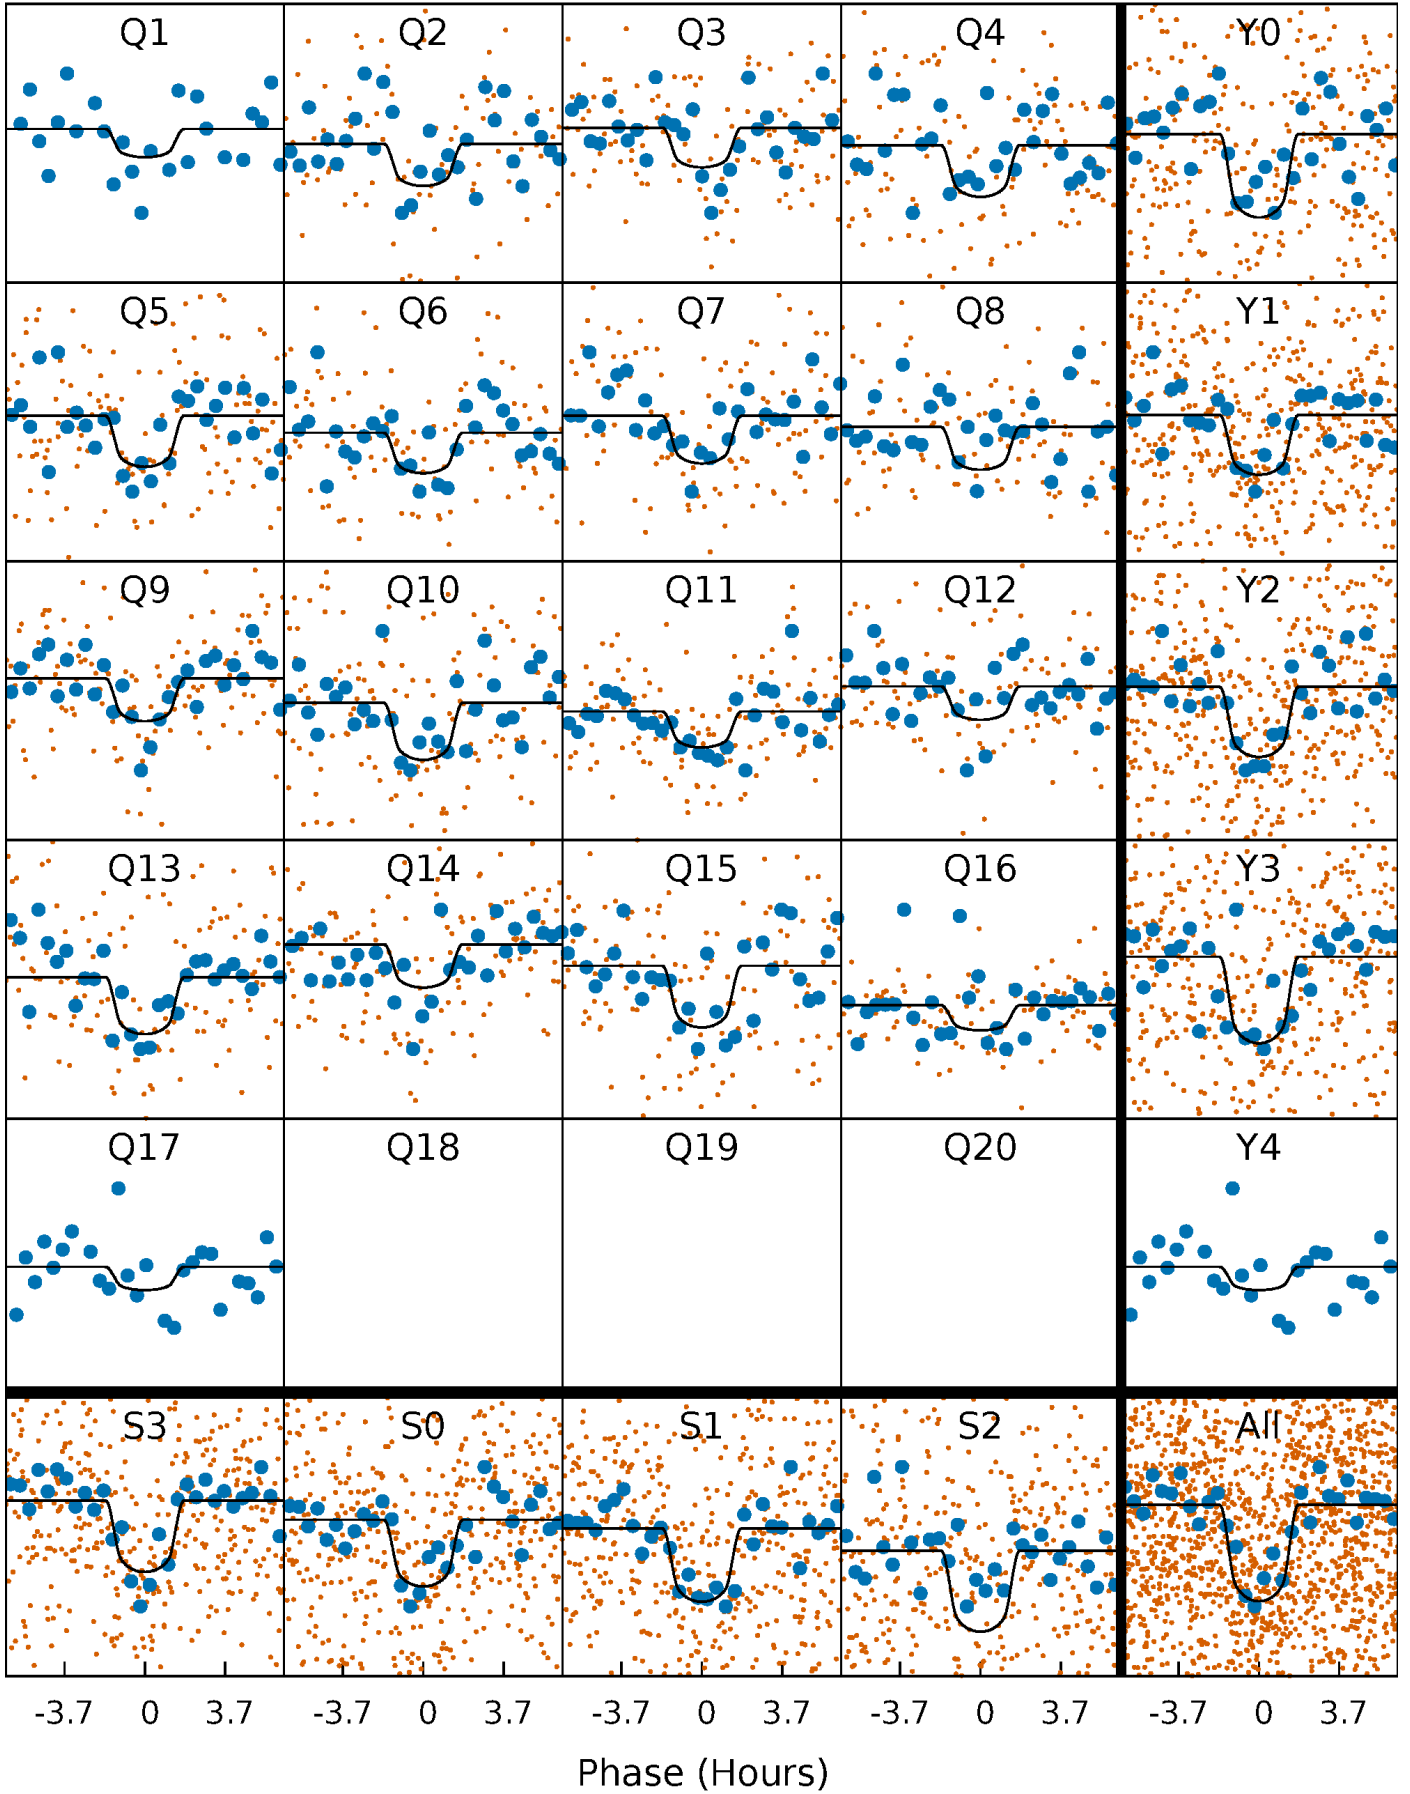 Q1 Q2 Q3 Q4 Y0
Q5 Q6 Q7 Q8 Y1
Q9 Q10 Q11 Q12 Y2
Q13 Q14 Q15 Q16 Y3
Q17 Q18 Q19 Q20 Y4
S3 S0 S1 S2 All
-3.7 0 3.7 -3.7 0 3.7 -3.7 0 3.7 -3.7 0 3.7 -3.7 0 3.7
Phase (Hours)